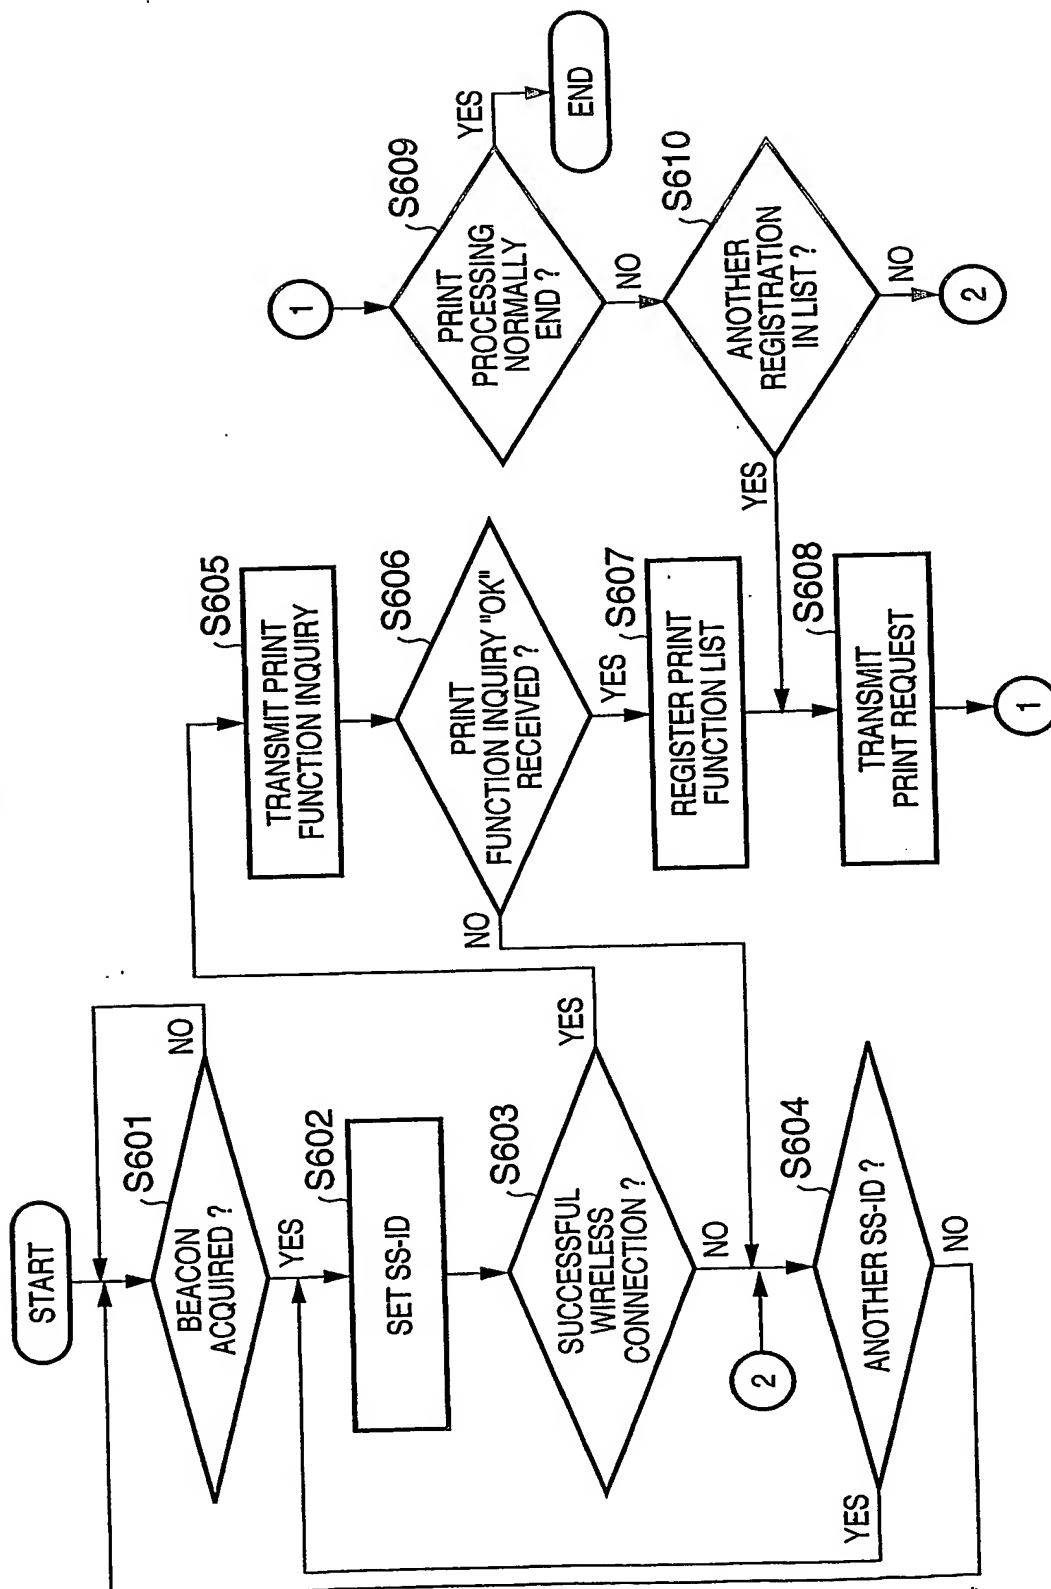 START
S601
BEACON
ACQUIRED ?
NO
YES
S602
SET SS-ID
S603
SUCCESSFUL
WIRELESS
CONNECTION ?
YES
NO
2
S604
ANOTHER SS-ID ?
YES
NO
S605
TRANSMIT PRINT
FUNCTION INQUIRY
S606
PRINT
FUNCTION INQUIRY "OK"
RECEIVED ?
NO
YES
S607
REGISTER PRINT
FUNCTION LIST
S608
TRANSMIT
PRINT REQUEST
1
1
S609
PRINT
PROCESSING
NORMALLY
END ?
YES
END
NO
S610
ANOTHER
REGISTRATION
IN LIST ?
YES
NO
2